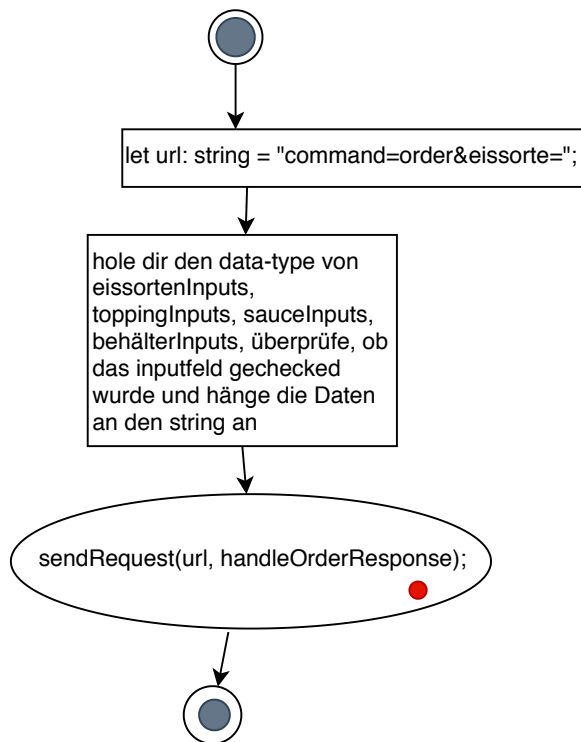 let url: string = "command=order&eissorte=";
hole dir den data-type von
eissortenInputs,
toppingInputs, sauceInputs,
behälterInputs, überprüfe, ob
das inputfeld gechecked
wurde und hänge die Daten
an den string an
sendRequest(url, handleOrderResponse);